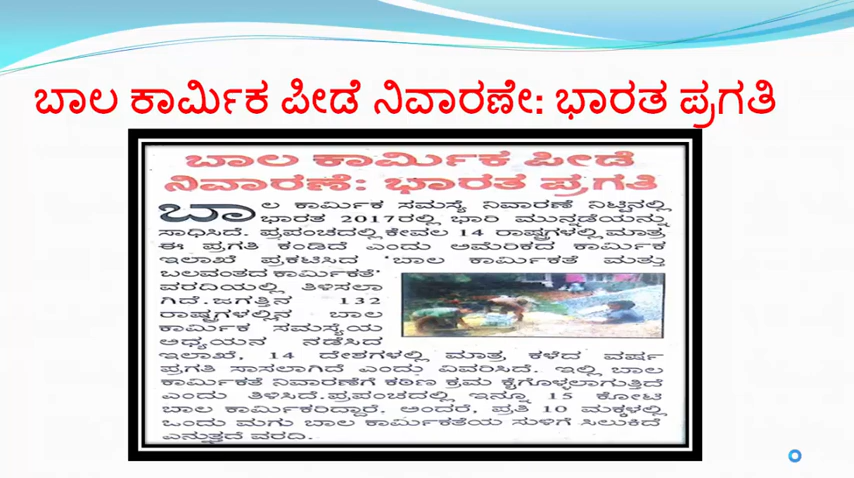 ಬಾಲ ಕಾರ್ಮಿಕ ಪೀಡೆ ನಿವಾರಣೇ: ಭಾರತ ಪ್ರಗತಿ
ಬಾಲ ಕಾರ್ಮಿಕ ಪೀಡೆ
ನಿವಾರಣೆ: ಭಾರತ ಪ್ರಗತಿ
ಬಾಲ ಕಾರ್ಮಿಕ ಸಮಸ್ಯೆ ನಿವಾರಣೆ ನಿಟ್ಟಿನಲ್ಲಿ
ಭಾರತ 2017ರಲ್ಲಿ ಭಾರಿ ಮುನ್ನಡೆಯನ್ನು
ಸಾಧಿಸಿದೆ. ಪ್ರಪಂಚದಲ್ಲಿ ಕೇವಲ 14 ರಾಷ್ಟ್ರಗಳಲ್ಲಿ ಮಾತ್ರ
ಈ ಪ್ರಗತಿ ಕಂಡಿದೆ ಎಂದು ಅಮೆರಿಕದ ಕಾರ್ಮಿಕ
ಇಲಾಖೆ ಪ್ರಕಟಿಸಿದ 'ಬಾಲ ಕಾರ್ಮಿಕತೆ ಮತ್ತು
ಬಲವಂತದ ಕಾರ್ಮಿಕತೆ'
ವರದಿಯಲ್ಲಿ ತಿಳಿಸಲಾ
ಗಿದೆ.ಜಗತ್ತಿನ 132
ರಾಷ್ಟ್ರಗಳಲ್ಲಿನ ಬಾಲ
ಕಾರ್ಮಿಕ ಸಮಸ್ಯೆಯ
ಅಧ್ಯಯನ ನಡೆಸಿದ
ಇಲಾಖೆ, 14 ದೇಶಗಳಲ್ಲಿ ಮಾತ್ರ ಕಳೆದ ವರ್ಷ
ಪ್ರಗತಿ ಸಾಸಲಾಗಿದೆ ಎಂದು ವಿವರಿಸಿದೆ. ಇಲ್ಲಿ ಬಾಲ
ಕಾರ್ಮಿಕತೆ ನಿವಾರಣೆಗೆ ಕಠಿಣ ಕ್ರಮ ಕೈಗೊಳ್ಳಲಾಗುತ್ತಿದೆ
ಎಂದು ತಿಳಿಸಿದೆ.ಪ್ರಪಂಚದಲ್ಲಿ ಇನ್ನೂ 15 ಕೋಟಿ
ಬಾಲ ಕಾರ್ಮಿಕರಿದ್ದಾರೆ. ಅಂದರೆ, ಪ್ರತಿ 10 ಮಕ್ಕಳಲ್ಲಿ
ಒಂದು ಮಗು ಬಾಲ ಕಾರ್ಮಿಕತೆಯ ಸುಳಿಗೆ ಸಿಲುಕಿದೆ
ಎನ್ನುತ್ತದೆ ವರದಿ.